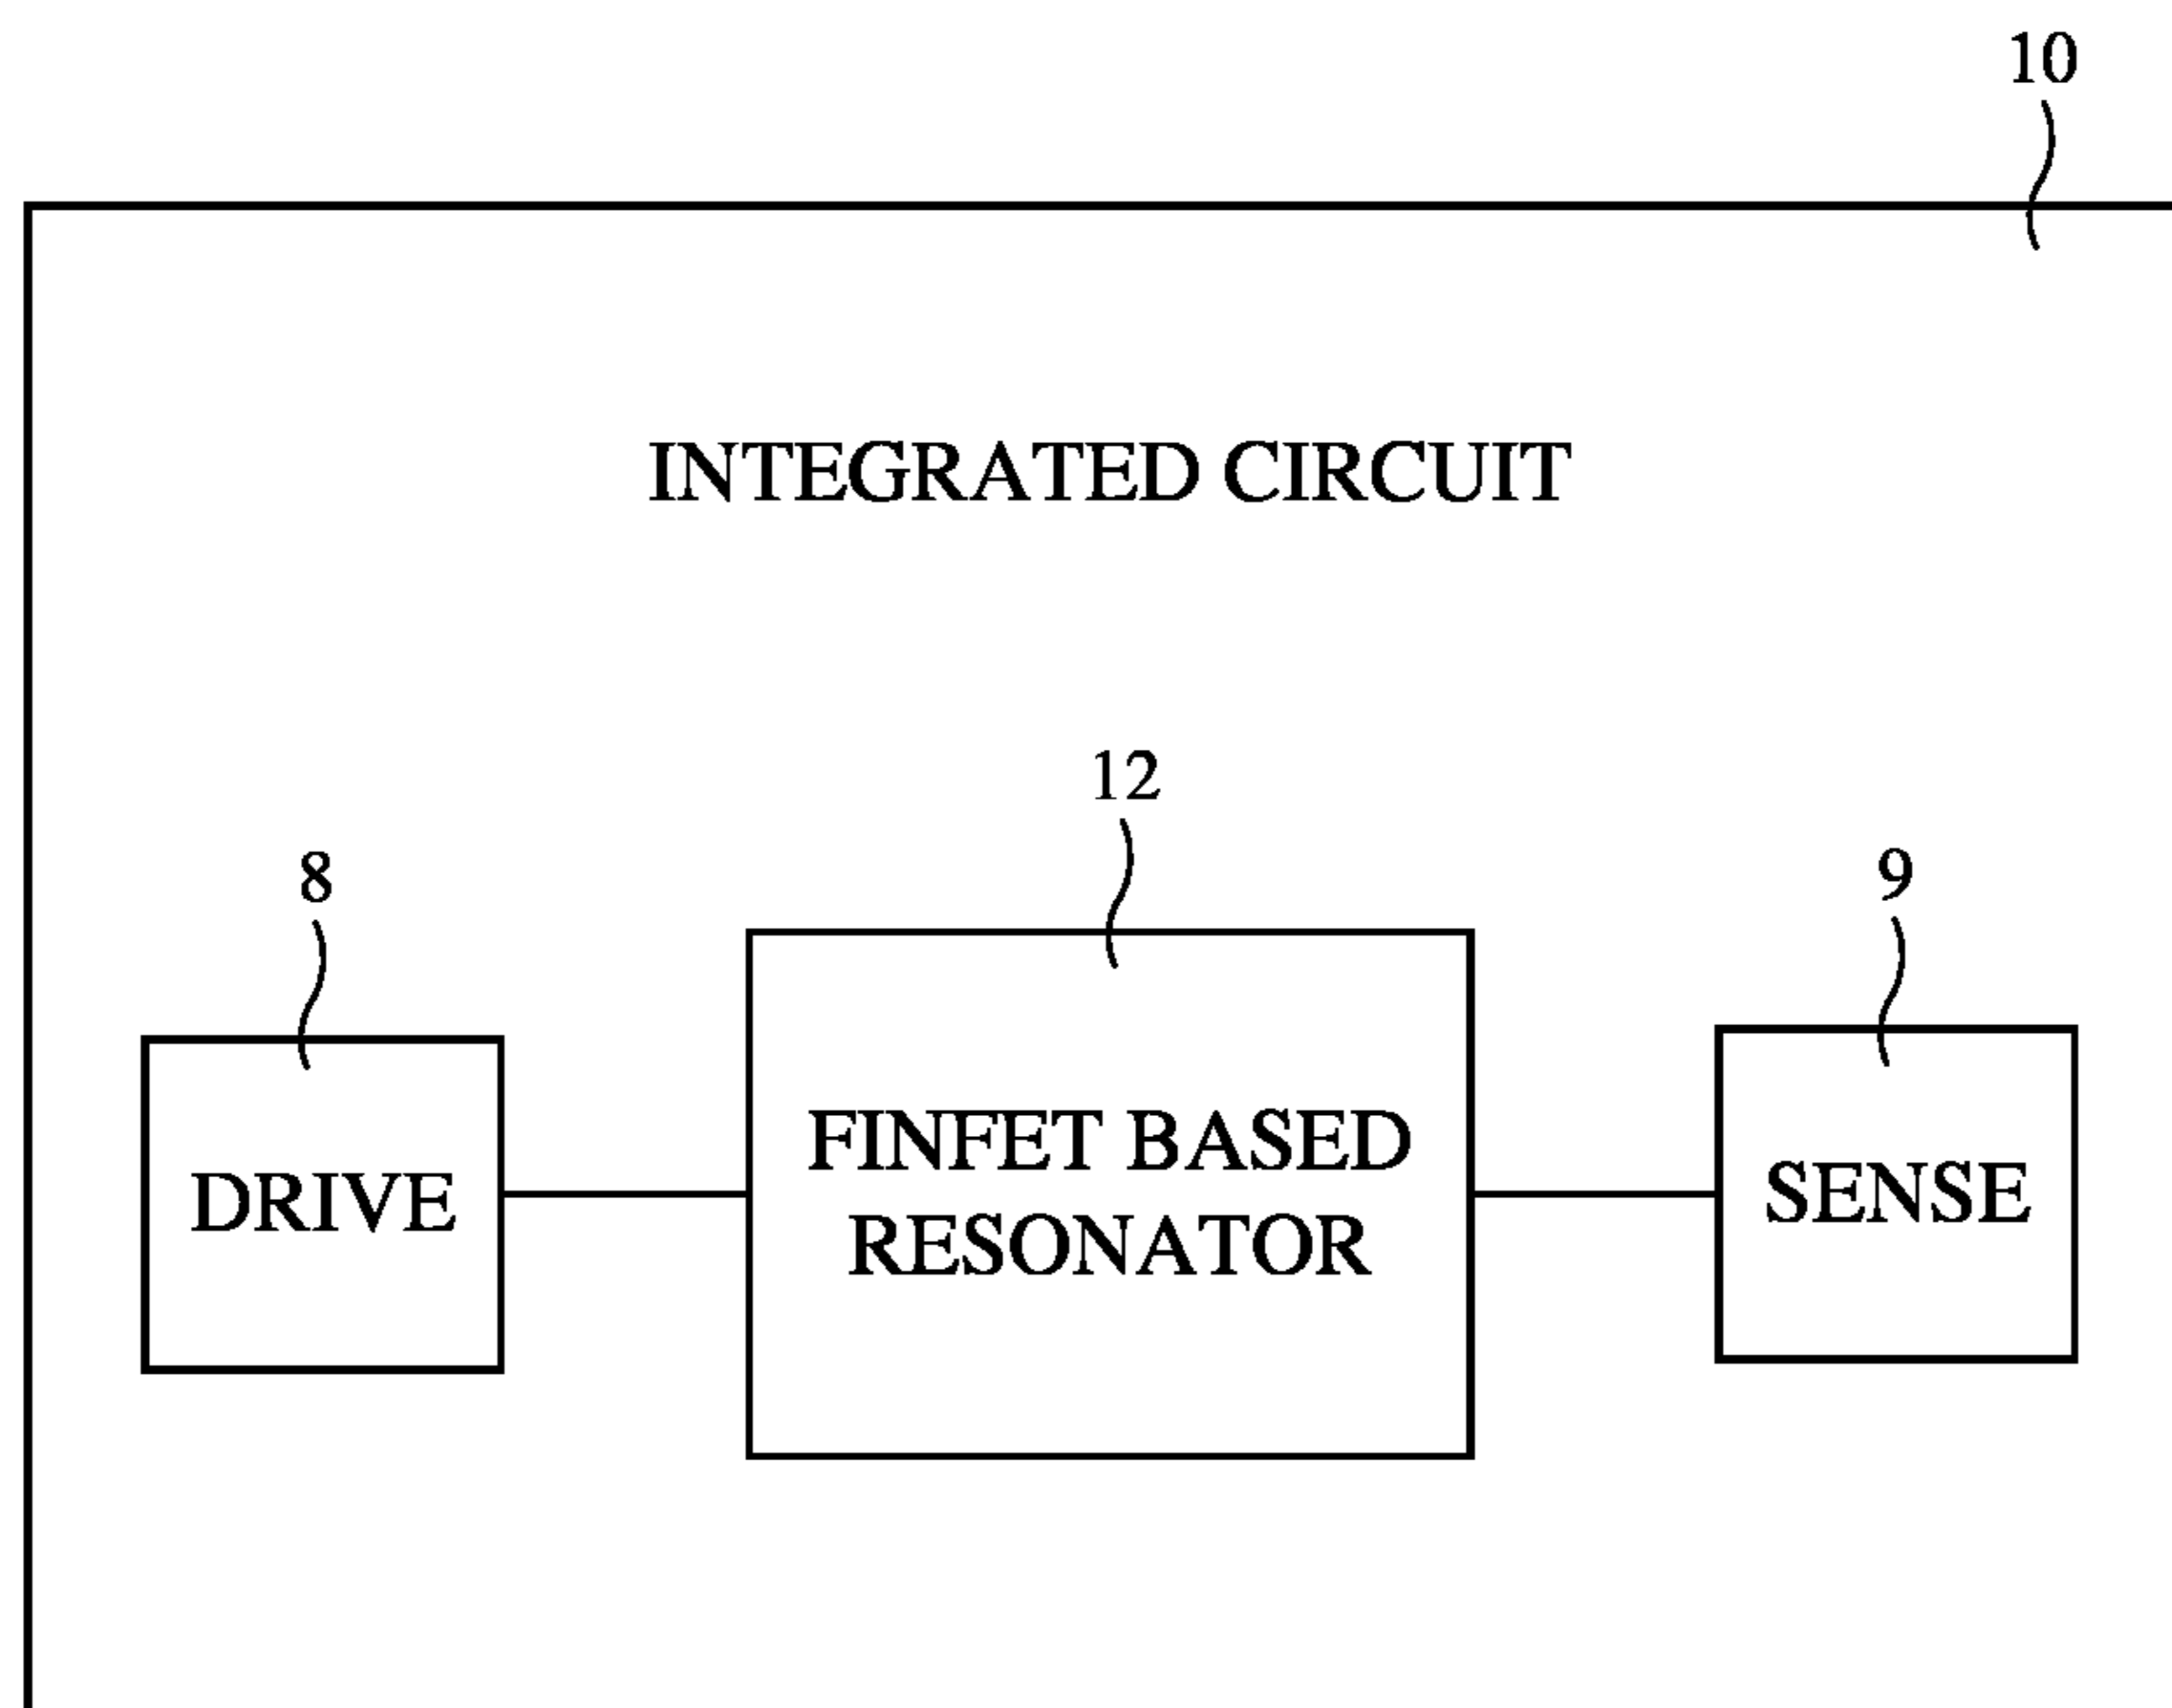 10
INTEGRATED CIRCUIT
12
8
9
FINFET BASED
RESONATOR
DRIVE
SENSE